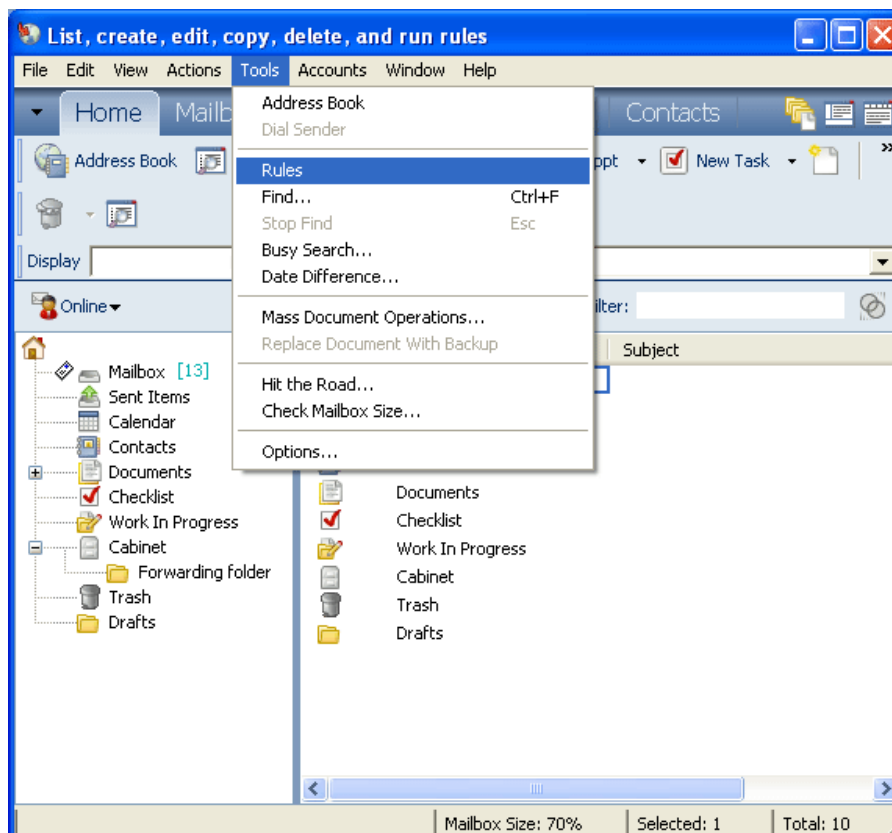 List, create, edit, copy, delete, and run rules
File Edit View Actions Tools Accounts Window Help
Home Mailb Contacts
Address Book ppt New Task »
Display
Online ilter:
Subject
Address Book
Dial Sender
Rules
Find... Ctrl+F
Stop Find Esc
Busy Search...
Date Difference...
Mass Document Operations...
Replace Document With Backup
Hit the Road...
Check Mailbox Size...
Options...
Mailbox [13]
Sent Items
Calendar
Contacts
Documents
Checklist
Work In Progress
Cabinet
Forwarding folder
Trash
Drafts
Documents
Checklist
Work In Progress
Cabinet
Trash
Drafts
Mailbox Size: 70% Selected: 1 Total: 10